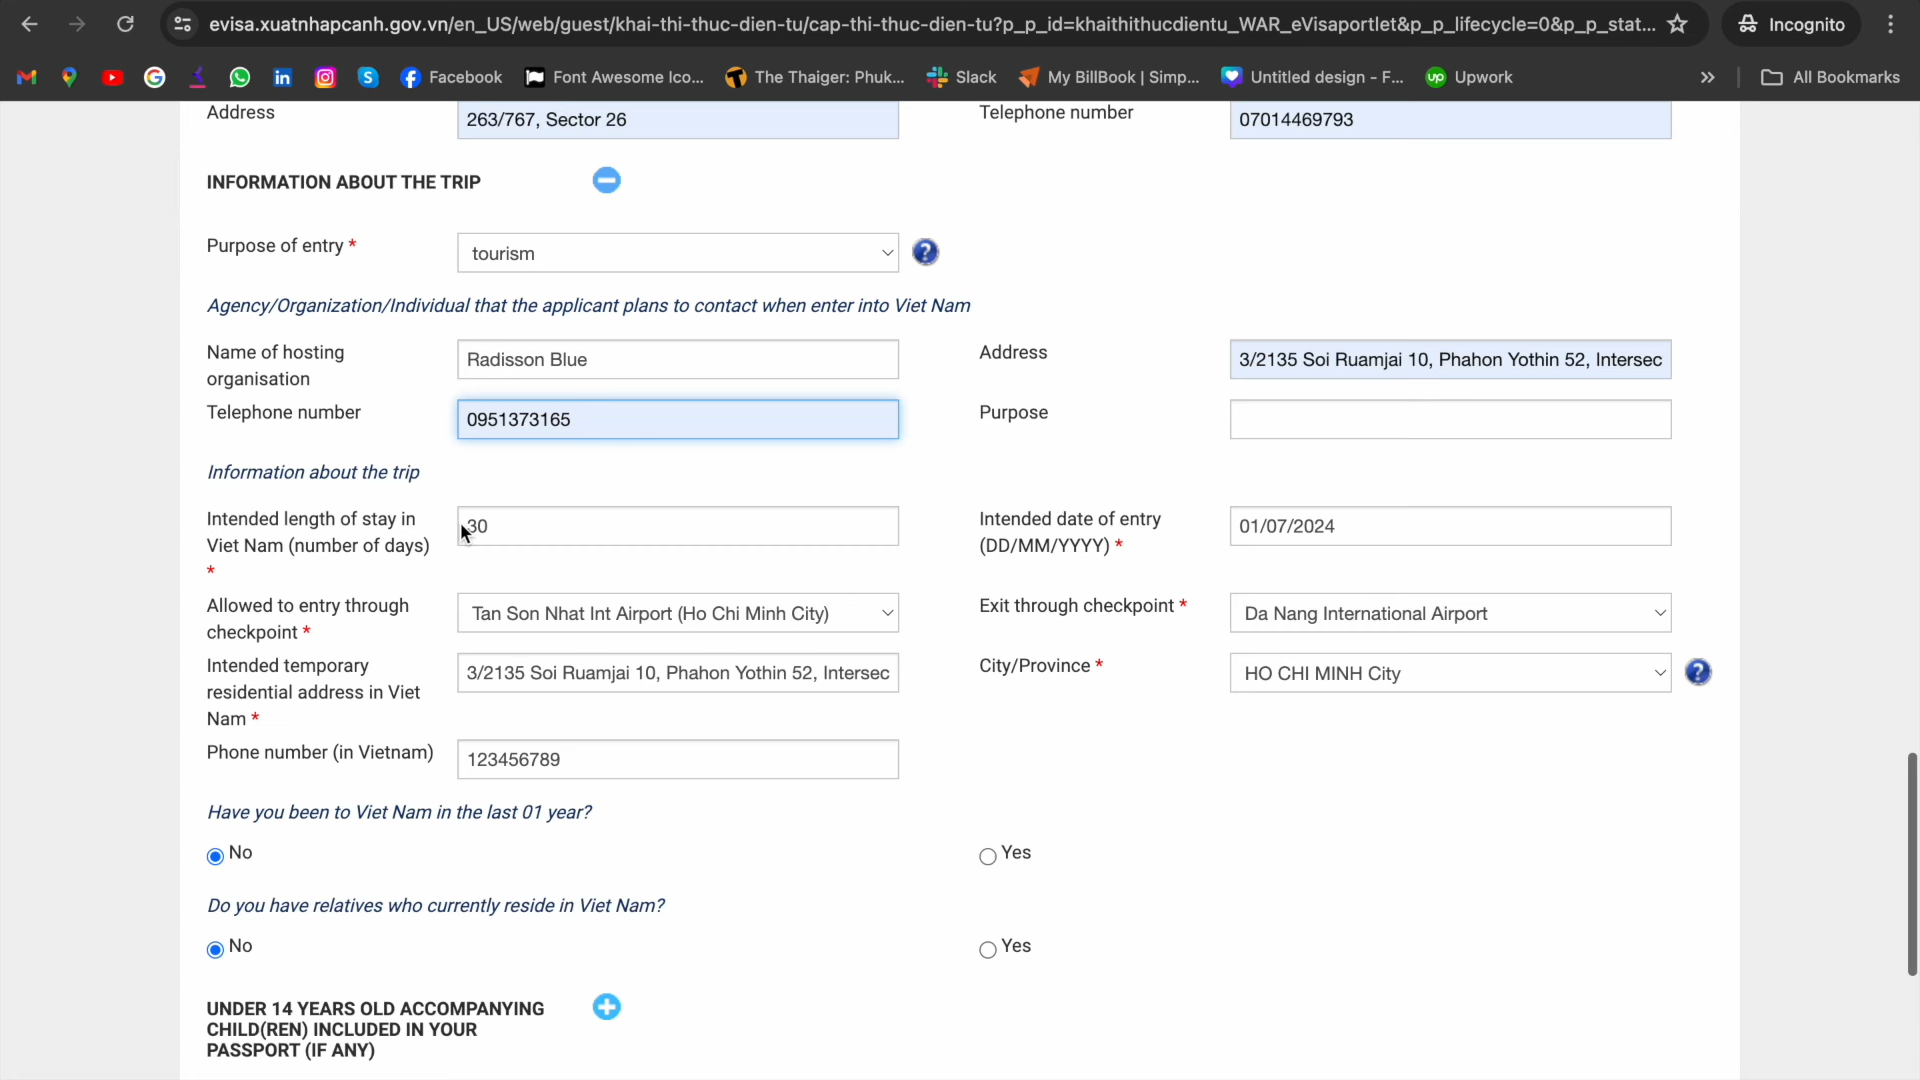 evisa.xuatnhapcanh.gov.vn/en_US/web/guest/khai-thi-thuc-dien-tu/cap-thi-thuc-dien-tu?p_p_id=khaithithucdientu_WAR_eVisaportlet&p_p_lifecycle=0&p_p_stat...
Incognito
Facebook
Font Awesome Ico...
The Thaiger: Phuk...
Slack
My BillBook | Simp...
Untitled design - F...
up Upwork
All Bookmarks
Address
263/767, Sector 26
Telephone number
07014469793
INFORMATION ABOUT THE TRIP
Purpose of entry *
tourism
?
Agency/Organization/Individual that the applicant plans to contact when enter into Viet Nam
Name of hosting
organisation
Radisson Blue
Address
3/2135 Soi Ruamjai 10, Phahon Yothin 52, Intersec
Telephone number
0951373165
Purpose
Information about the trip
Intended length of stay in
Viet Nam (number of days)
*
30
Intended date of entry
(DD/MM/YYYY) *
01/07/2024
Allowed to entry through
checkpoint *
Tan Son Nhat Int Airport (Ho Chi Minh City)
Exit through checkpoint *
Da Nang International Airport
Intended temporary
residential address in Viet
Nam *
3/2135 Soi Ruamjai 10, Phahon Yothin 52, Intersec
City/Province *
HO CHI MINH City
?
Phone number (in Vietnam)
123456789
Have you been to Viet Nam in the last 01 year?
No
Yes
Do you have relatives who currently reside in Viet Nam?
No
Yes
UNDER 14 YEARS OLD ACCOMPANYING
CHILD(REN) INCLUDED IN YOUR
PASSPORT (IF ANY)